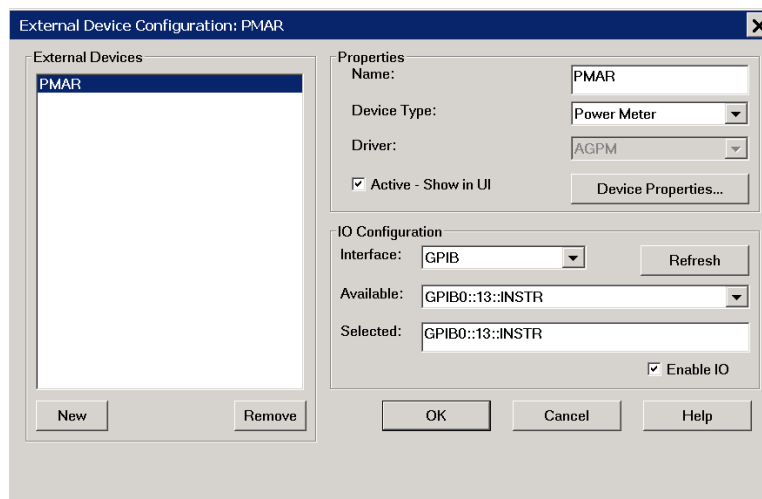 External Device Configuration: PMAR
External Devices
PMAR
New
Remove
Properties
Name:
PMAR
Device Type:
Power Meter
Driver:
AGPM
Active - Show in UI
Device Properties...
IO Configuration
Interface:
GPIB
Refresh
Available:
GPIB0::13::INSTR
Selected:
GPIB0::13::INSTR
Enable IO
OK
Cancel
Help